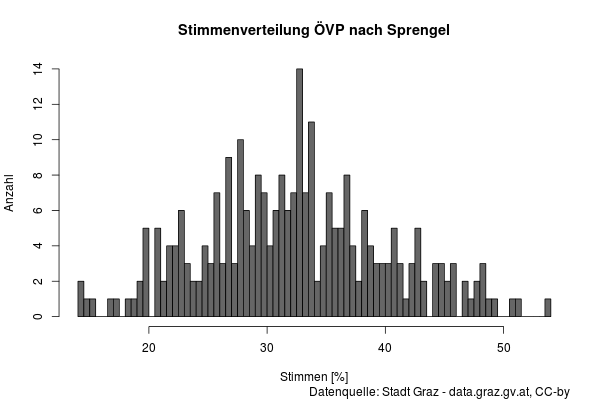 Stimmenverteilung ÖVP nach Sprengel
Anzahl
14
12
10
8
6
4
2
0
20 30 40 50
Stimmen [%]
Datenquelle: Stadt Graz - data.graz.gv.at, CC-by